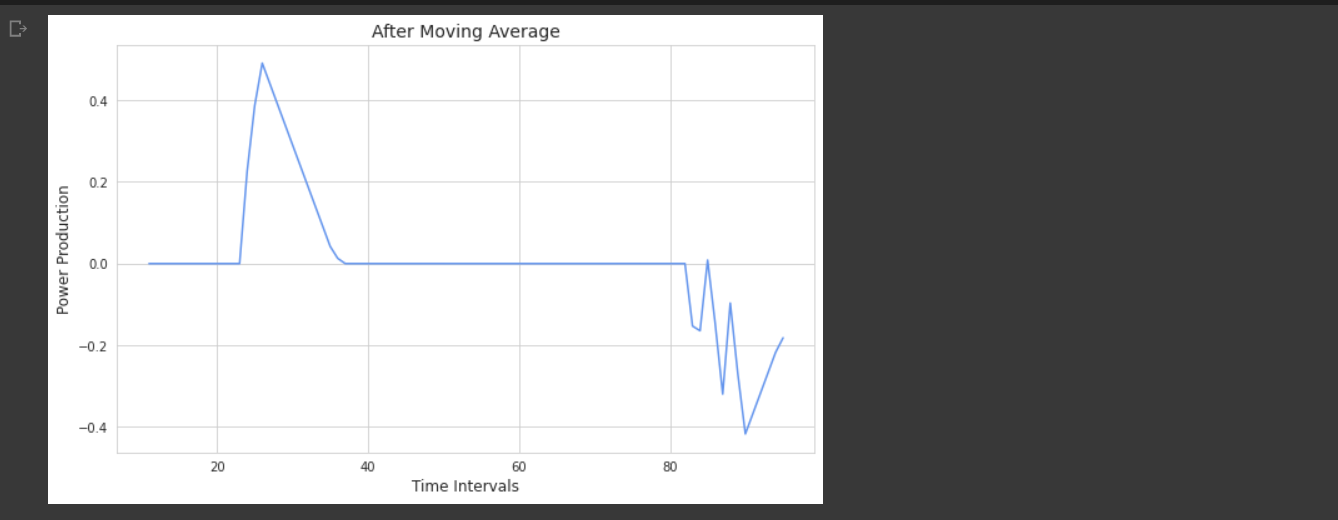 After Moving Average
0.4
0.2
0.0
−0.2
−0.4
Power Production
20 40 60 80
Time Intervals